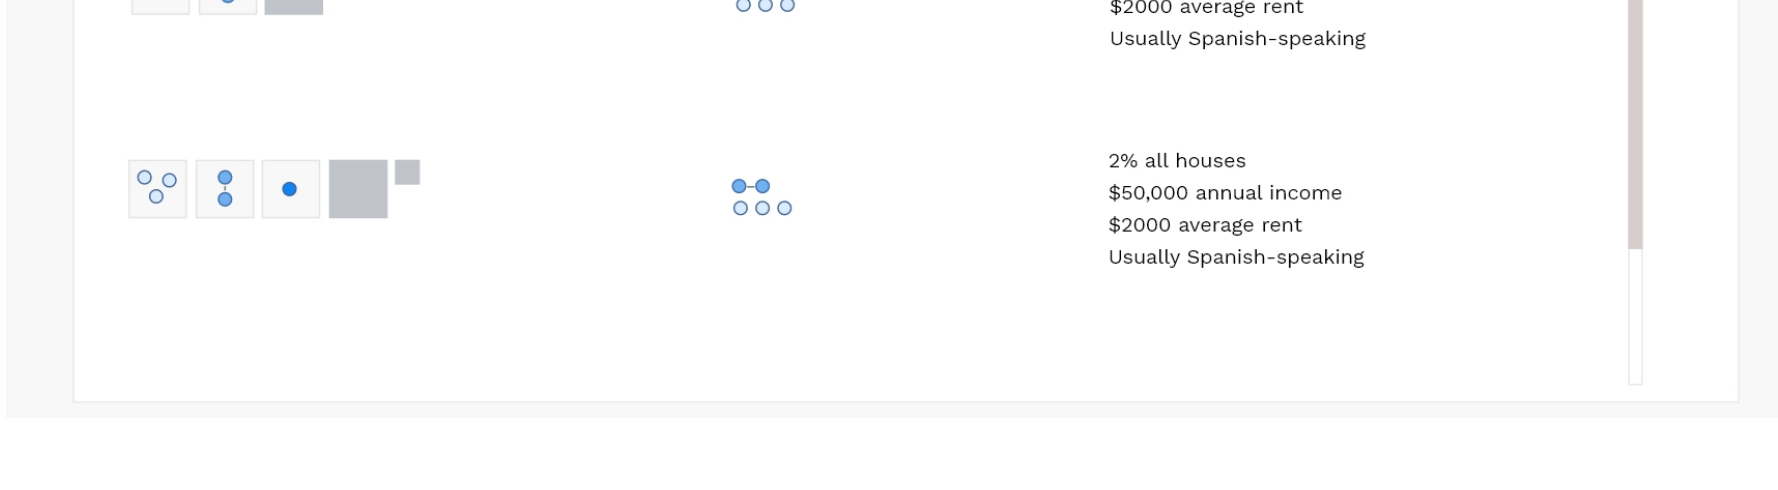 $2000 average rent
Usually Spanish-speaking
2% all houses
$50,000 annual income
$2000 average rent
Usually Spanish-speaking